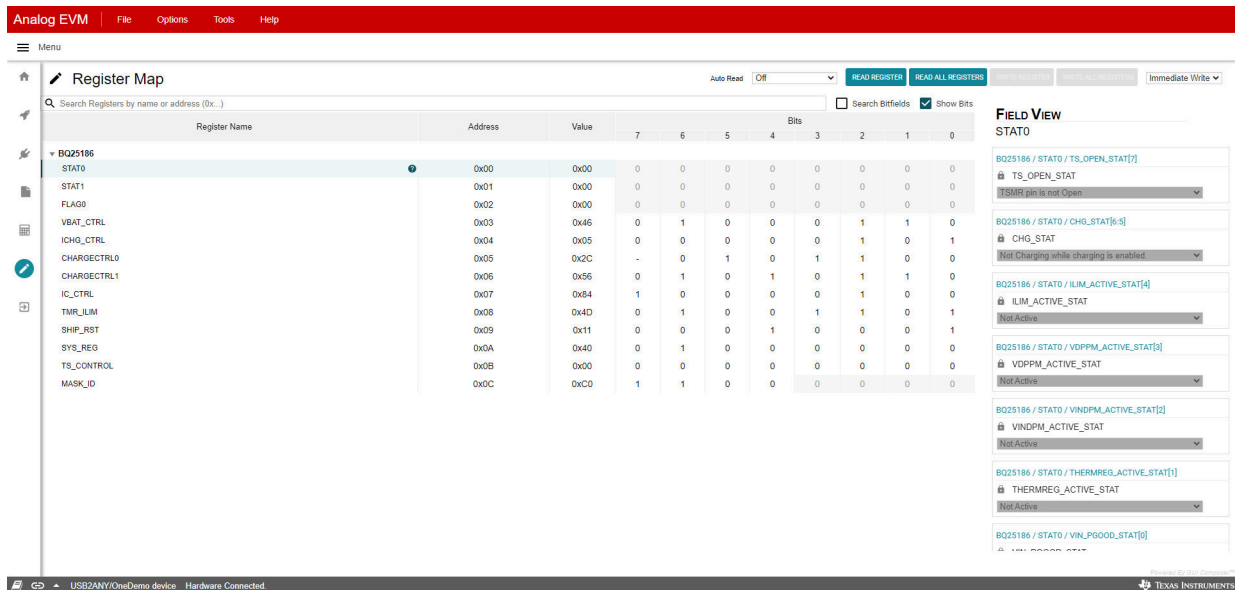 Analog EVM File Options Tools Help
Menu
Register Map
Auto Read Off READ REGISTER READ ALL REGISTERS WRITE REGISTER WRITE ALL REGISTERS Immediate Write
Search Registers by name or address (0x...) Search Bitfields Show Bits
Register Name Address Value Bits
7 6 5 4 3 2 1 0
BQ25186
STAT0 0x00 0x00 0 0 0 0 0 0 0 0
STAT1 0x01 0x00 0 0 0 0 0 0 0 0
FLAG0 0x02 0x00 0 0 0 0 0 0 0 0
VBAT_CTRL 0x03 0x46 0 1 0 0 0 1 1 0
ICHG_CTRL 0x04 0x05 0 0 0 0 0 1 0 1
CHARGECTRL0 0x05 0x2C - 0 1 0 1 1 0 0
CHARGECTRL1 0x06 0x56 0 1 0 1 0 1 1 0
IC_CTRL 0x07 0x84 1 0 0 0 0 1 0 0
TMR_ILIM 0x08 0x4D 0 1 0 0 1 1 0 1
SHIP_RST 0x09 0x11 0 0 0 1 0 0 0 1
SYS_REG 0x0A 0x40 0 1 0 0 0 0 0 0
TS_CONTROL 0x0B 0x00 0 0 0 0 0 0 0 0
MASK_ID 0x0C 0xC0 1 1 0 0 0 0 0 0
FIELD VIEW
STAT0
BQ25186 / STAT0 / TS_OPEN_STAT[7]
TS_OPEN_STAT
TSMR pin is not Open
BQ25186 / STAT0 / CHG_STAT[6:5]
CHG_STAT
Not Charging while charging is enabled
BQ25186 / STAT0 / ILIM_ACTIVE_STAT[4]
ILIM_ACTIVE_STAT
Not Active
BQ25186 / STAT0 / VDPPM_ACTIVE_STAT[3]
VDPPM_ACTIVE_STAT
Not Active
BQ25186 / STAT0 / VINDPM_ACTIVE_STAT[2]
VINDPM_ACTIVE_STAT
Not Active
BQ25186 / STAT0 / THERMREG_ACTIVE_STAT[1]
THERMREG_ACTIVE_STAT
Not Active
BQ25186 / STAT0 / VIN_PGOOD_STAT[0]
Powered By GUI Composer™
USB2ANY/OneDemo device Hardware Connected. TEXAS INSTRUMENTS